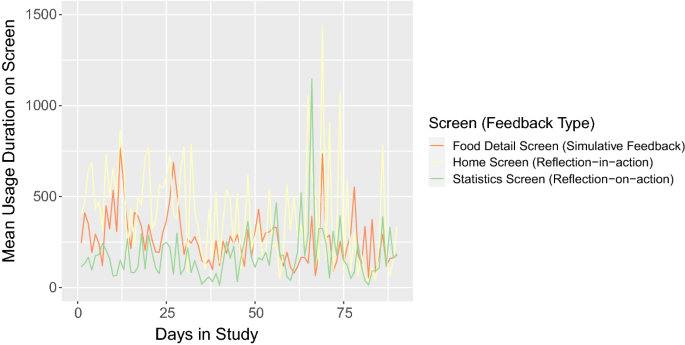 1500
1000
500
0
Mean Usage Duration on Screen
0 25 50 75
Days in Study
Screen (Feedback Type)
Food Detail Screen (Simulative Feedback)
Home Screen (Reflection−in−action)
Statistics Screen (Reflection−on−action)